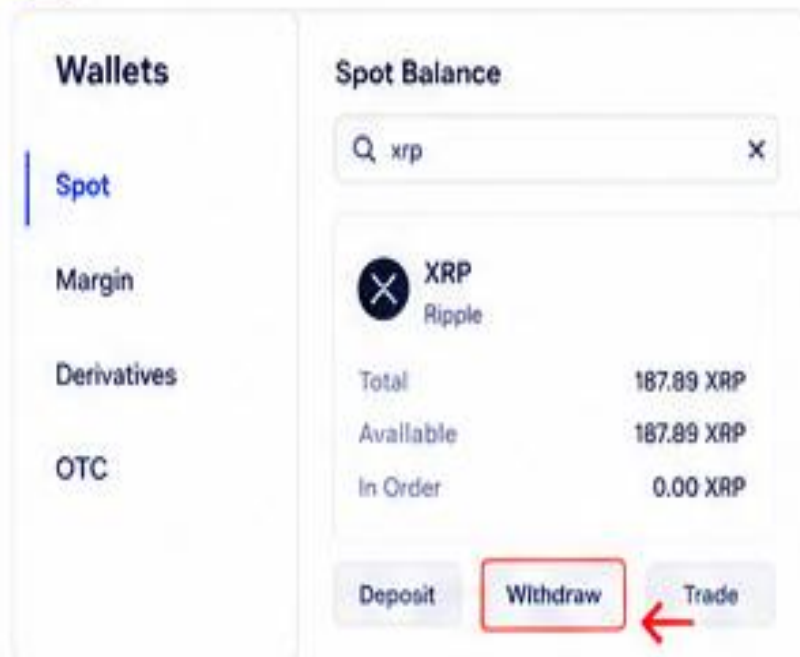 Wallets
Spot
Margin
Derivatives
OTC
Spot Balance
xrp
XRP
Ripple
Total 187.89 XRP
Available 187.89 XRP
In Order 0.00 XRP
Deposit Withdraw Trade